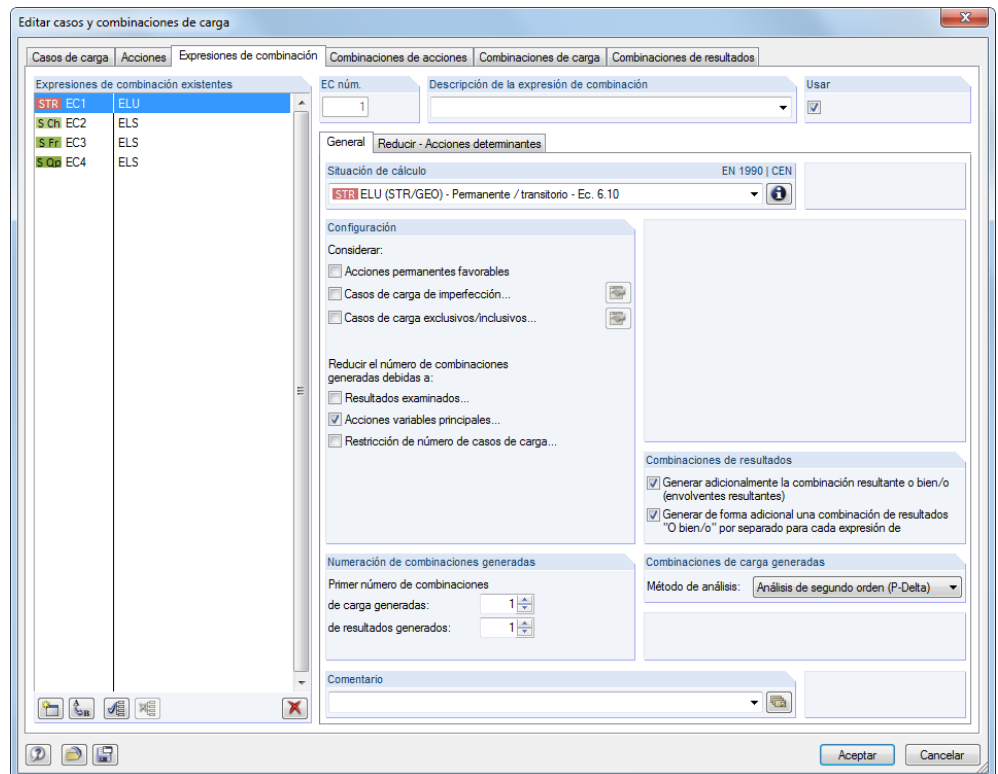 Editar casos y combinaciones de carga
Casos de carga Acciones Expresiones de combinación Combinaciones de acciones Combinaciones de carga Combinaciones de resultados
Expresiones de combinación existentes
STR EC1 ELU
S Ch EC2 ELS
S Fr EC3 ELS
S Qp EC4 ELS
EC núm.
1
Descripción de la expresión de combinación
Usar
General Reducir - Acciones determinantes
Situación de cálculo EN 1990 | CEN
STR ELU (STR/GEO) - Permanente / transitorio - Ec. 6.10
Configuración
Considerar:
Acciones permanentes favorables
Casos de carga de imperfección...
Casos de carga exclusivos/inclusivos...
Reducir el número de combinaciones
generadas debidas a:
Resultados examinados...
Acciones variables principales...
Restricción de número de casos de carga...
Combinaciones de resultados
Generar adicionalmente la combinación resultante o bien/o
(envolventes resultantes)
Generar de forma adicional una combinación de resultados
"O bien/o" por separado para cada expresión de
Numeración de combinaciones generadas
Primer número de combinaciones
de carga generadas: 1
de resultados generados: 1
Combinaciones de carga generadas
Método de análisis: Análisis de segundo orden (P-Delta)
Comentario
Aceptar Cancelar